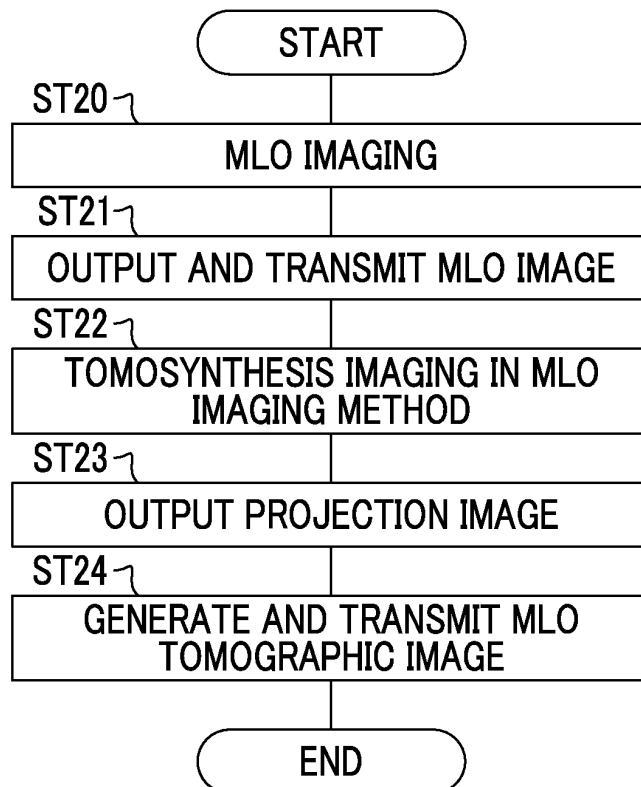 START
ST20
MLO IMAGING
ST21
OUTPUT AND TRANSMIT MLO IMAGE
ST22
TOMOSYNTHESIS IMAGING IN MLO
IMAGING METHOD
ST23
OUTPUT PROJECTION IMAGE
ST24
GENERATE AND TRANSMIT MLO
TOMOGRAPHIC IMAGE
END